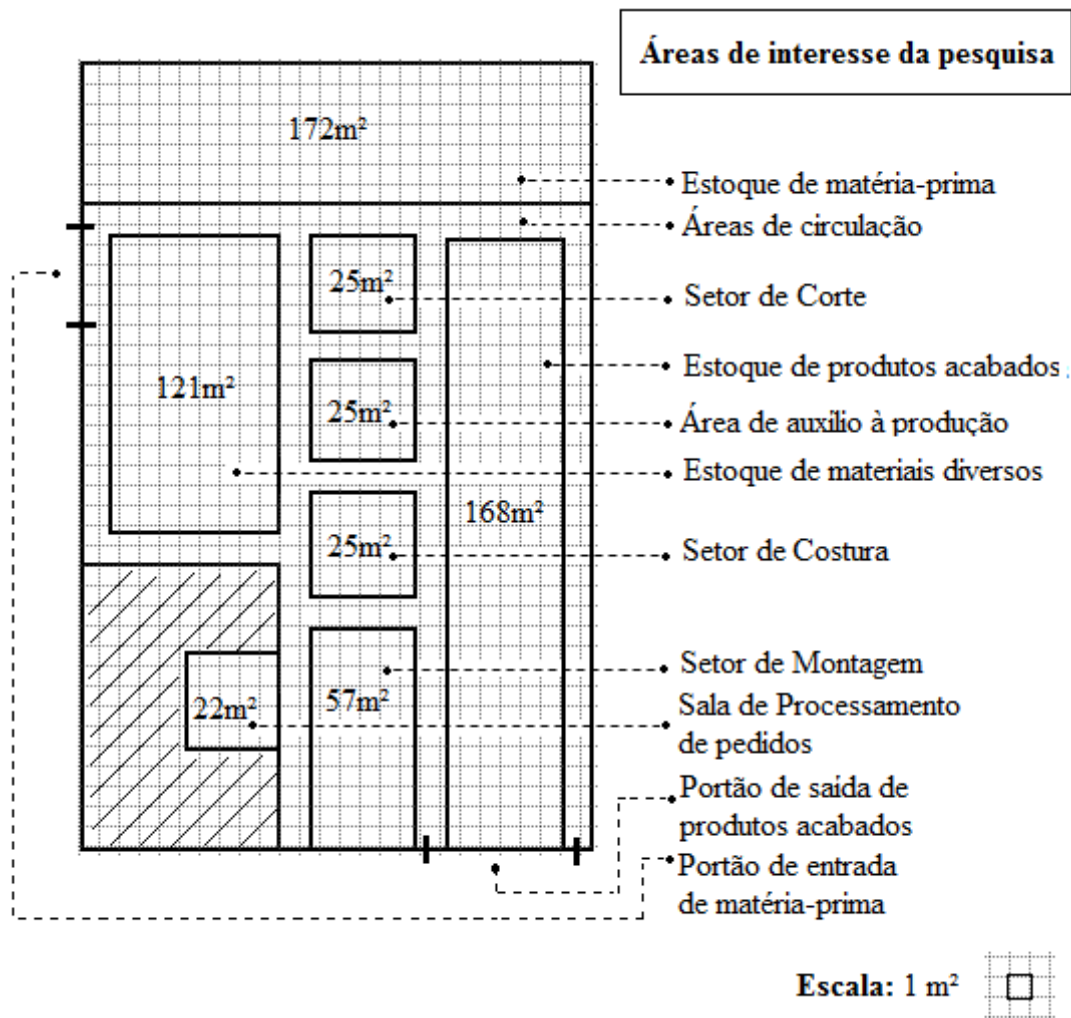 Áreas de interesse da pesquisa
172m²
Estoque de matéria-prima
Áreas de circulação
25m²
Setor de Corte
Estoque de produtos acabados
121m²
25m²
Área de auxílio à produção
Estoque de materiais diversos
168m²
25m²
Setor de Costura
Setor de Montagem
22m²
57m²
Sala de Processamento
de pedidos
Portão de saída de
produtos acabados
Portão de entrada
de matéria-prima
Escala: 1 m²